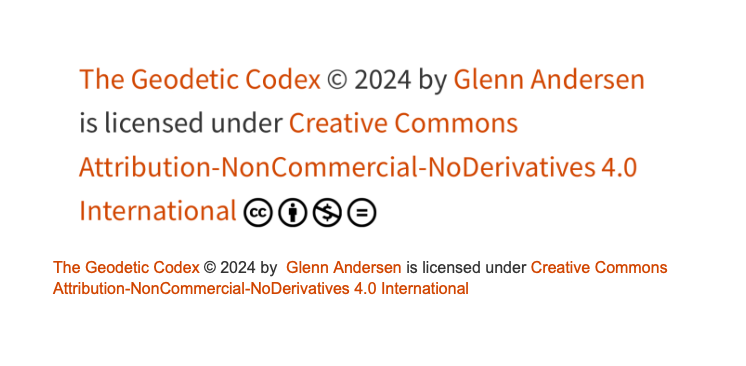 The Geodetic Codex © 2024 by Glenn Andersen
is licensed under Creative Commons
Attribution-NonCommercial-NoDerivatives 4.0
International
The Geodetic Codex © 2024 by Glenn Andersen is licensed under Creative Commons
Attribution-NonCommercial-NoDerivatives 4.0 International